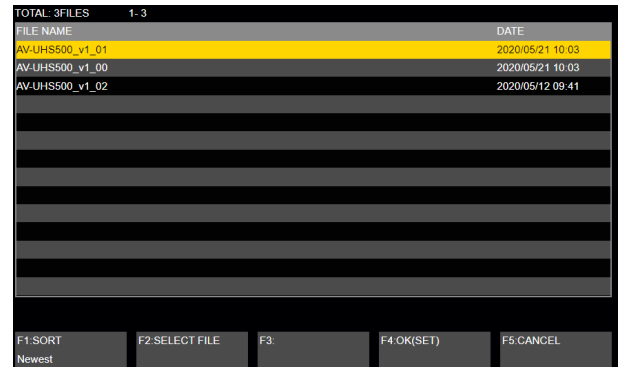 TOTAL: 3FILES 1- 3
FILE NAME DATE
AV-UHS500_v1_01 2020/05/21 10:03
AV-UHS500_v1_00 2020/05/21 10:03
AV-UHS500_v1_02 2020/05/12 09:41
F1:SORT F2:SELECT FILE F3: F4:OK(SET) F5:CANCEL
Newest